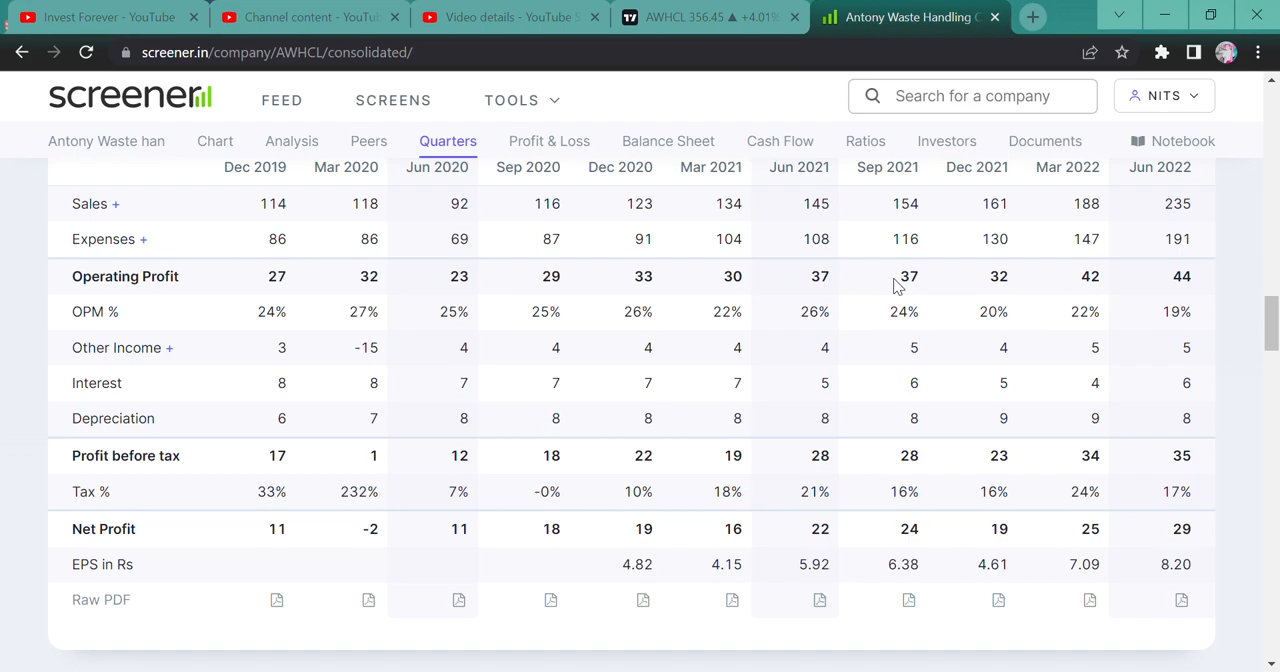 Invest Forever - YouTube Channel content - YouTu Video details - YouTube S AWHCL 356.45 ▲ +4.01% Antony Waste Handling C
screener.in/company/AWHCL/consolidated/
screener FEED SCREENS TOOLS Search for a company NITS
Antony Waste han Chart Analysis Peers Quarters Profit & Loss Balance Sheet Cash Flow Ratios Investors Documents Notebook
Dec 2019 Mar 2020 Jun 2020 Sep 2020 Dec 2020 Mar 2021 Jun 2021 Sep 2021 Dec 2021 Mar 2022 Jun 2022
Sales + 114 118 92 116 123 134 145 154 161 188 235
Expenses + 86 86 69 87 91 104 108 116 130 147 191
Operating Profit 27 32 23 29 33 30 37 37 32 42 44
OPM % 24% 27% 25% 25% 26% 22% 26% 24% 20% 22% 19%
Other Income + 3 -15 4 4 4 4 4 5 4 5 5
Interest 8 8 7 7 7 7 5 6 5 4 6
Depreciation 6 7 8 8 8 8 8 8 9 9 8
Profit before tax 17 1 12 18 22 19 28 28 23 34 35
Tax % 33% 232% 7% -0% 10% 18% 21% 16% 16% 24% 17%
Net Profit 11 -2 11 18 19 16 22 24 19 25 29
EPS in Rs 4.82 4.15 5.92 6.38 4.61 7.09 8.20
Raw PDF